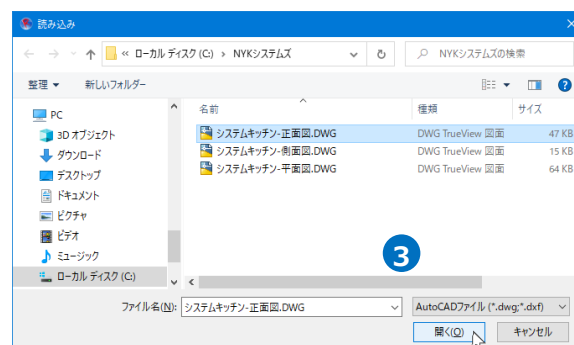 読み込み
« ローカル ディスク (C:) › NYKシステムズ
NYKシステムズの検索
整理 ▼ 新しいフォルダー
PC
3D オブジェクト
ダウンロード
デスクトップ
ドキュメント
ピクチャ
ビデオ
ミュージック
ローカル ディスク (C:)
名前 種類 サイズ
システムキッチン-正面図.DWG DWG TrueView 図面 47 KB
システムキッチン-側面図.DWG DWG TrueView 図面 15 KB
システムキッチン-平面図.DWG DWG TrueView 図面 64 KB
3
ファイル名(N): システムキッチン-正面図.DWG AutoCADファイル (*.dwg;*.dxf)
開く(O) キャンセル